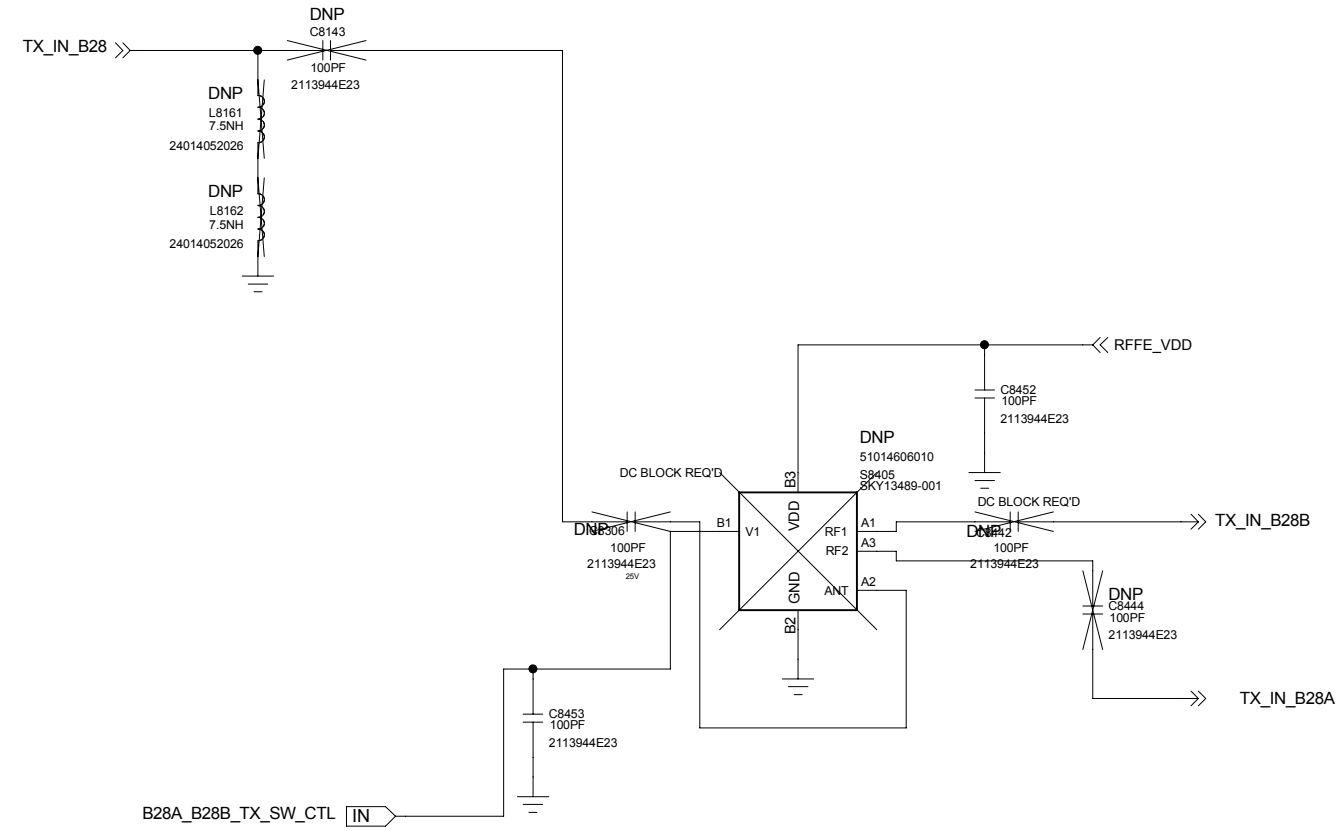 DNP
C8143
TX_IN_B28
100PF
2113944E23
DNP
L8161
7.5NH
24014052026
DNP
L8162
7.5NH
24014052026
RFFE_VDD
C8452
100PF
2113944E23
DNP
51014606010
S8405
SKY13489-001
DC BLOCK REQ'D
B3
VDD
DC BLOCK REQ'D
B1
V1
RF1
A1
RF2
A3
ANT
A2
GND
B2
DNP
100PF
2113944E23
25V
DNP
100PF
2113944E23
TX_IN_B28B
DNP
C8444
100PF
2113944E23
TX_IN_B28A
C8453
100PF
2113944E23
B28A_B28B_TX_SW_CTL
IN